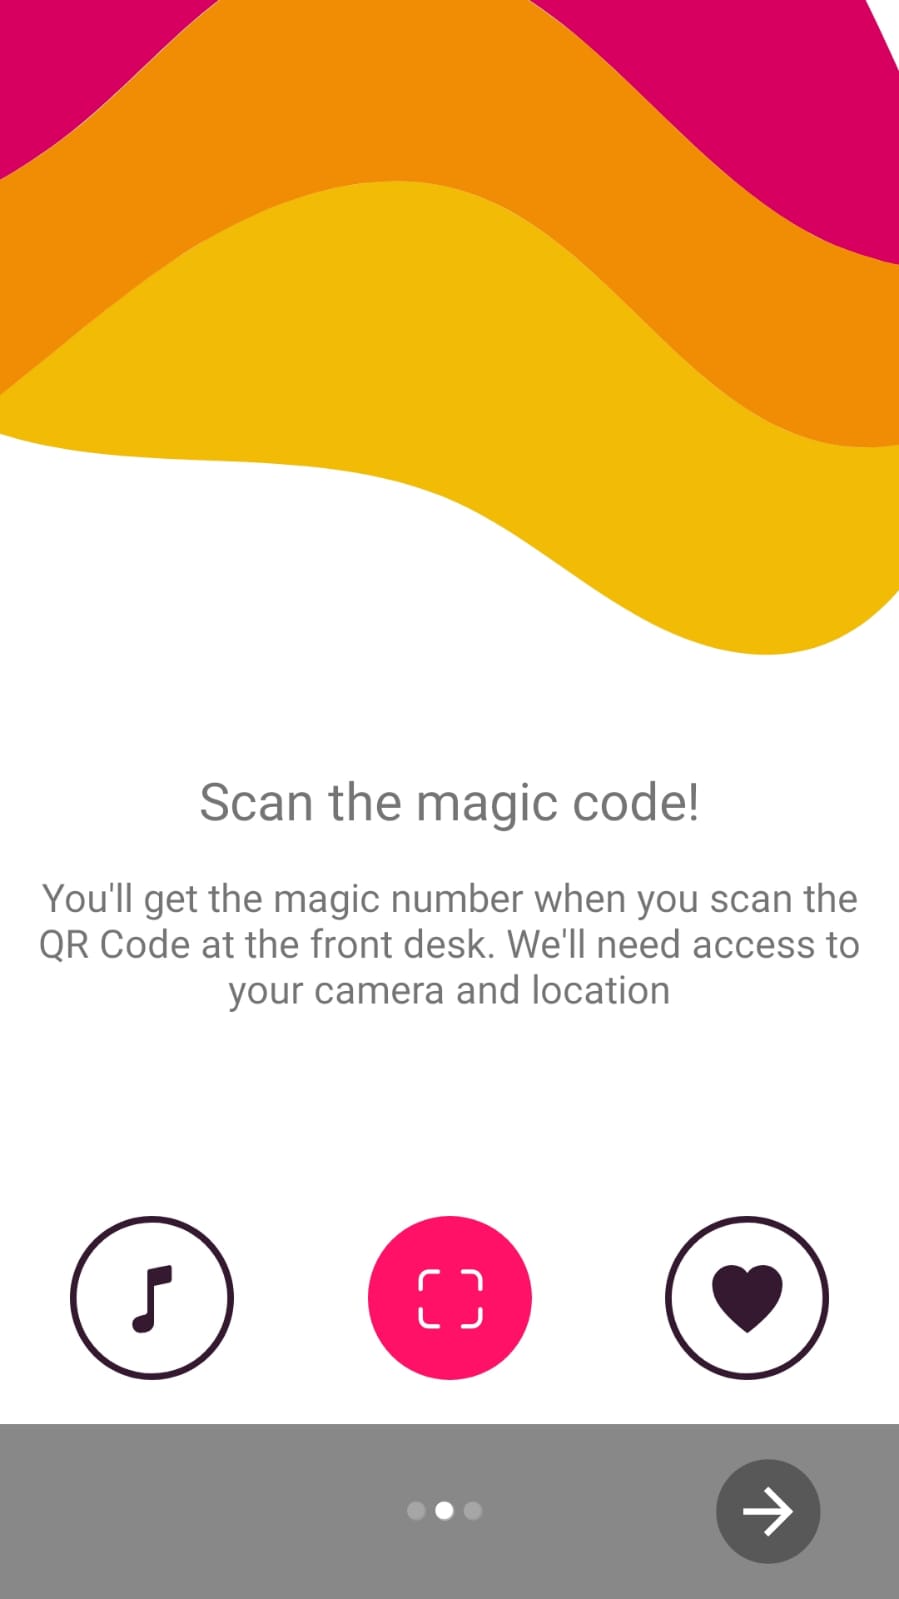 Scan the magic code!
You'll get the magic number when you scan the
QR Code at the front desk. We'll need access to
your camera and location